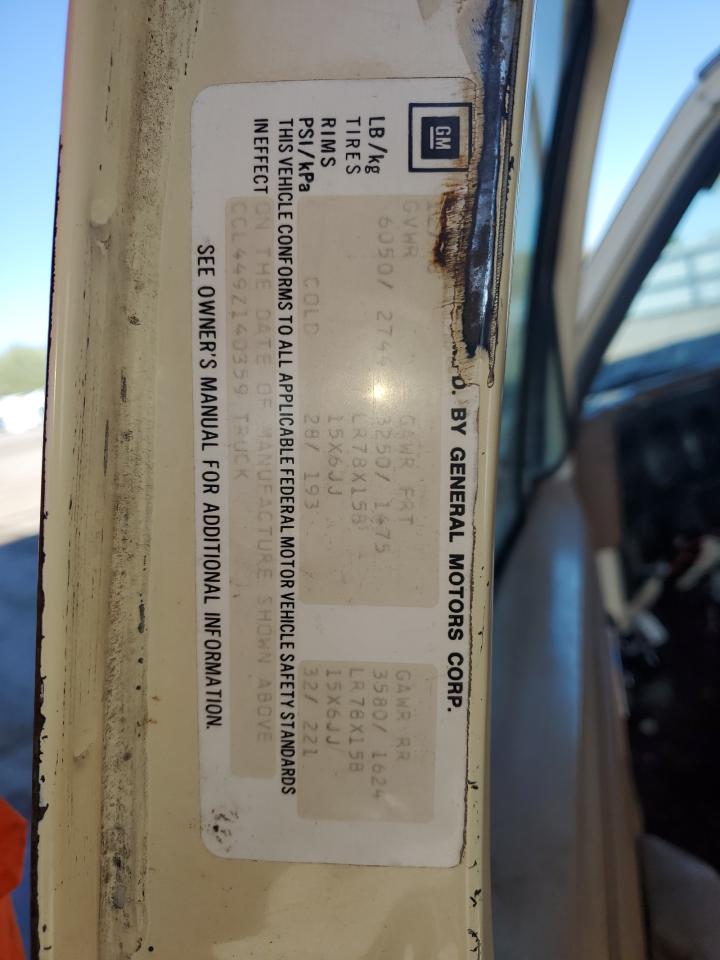 GM
D. BY GENERAL MOTORS CORP.
GVWR GAWR FRT GAWR RR
LB/kg 6050/ 274 3250/ 1475 3580/ 1624
TIRES LR78X15B LR78X15B
RIMS 15X6JJ 15X6JJ
PSI/kPa COLD 28/ 193 32/ 221
THIS VEHICLE CONFORMS TO ALL APPLICABLE FEDERAL MOTOR VEHICLE SAFETY STANDARDS
IN EFFECT ON THE DATE OF MANUFACTURE SHOWN ABOVE
CCL449Z140359 TRUCK
SEE OWNER'S MANUAL FOR ADDITIONAL INFORMATION.